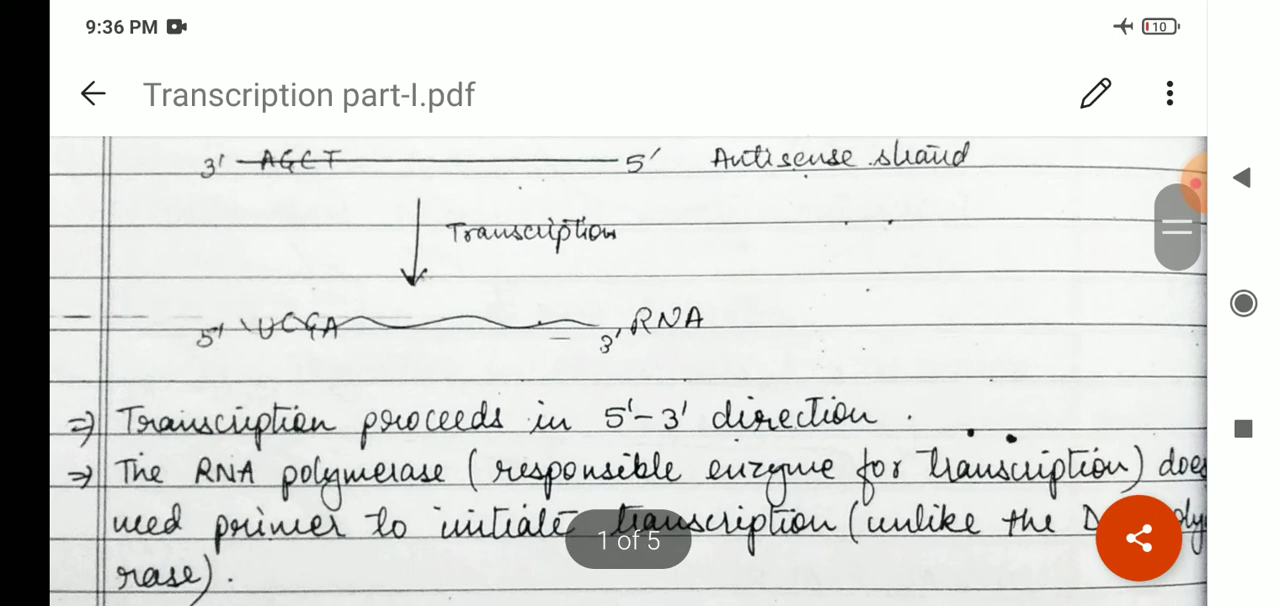 9:36 PM
10
Transcription part-I.pdf
3' AGCT 5' Antisense strand
Transcription
5' UCGA 3' RNA
⇒ Transcription proceeds in 5'-3' direction.
⇒ The RNA polymerase (responsible enzyme for transcription) does
need primer to initiate transcription (unlike the D
rase).
1 of 5